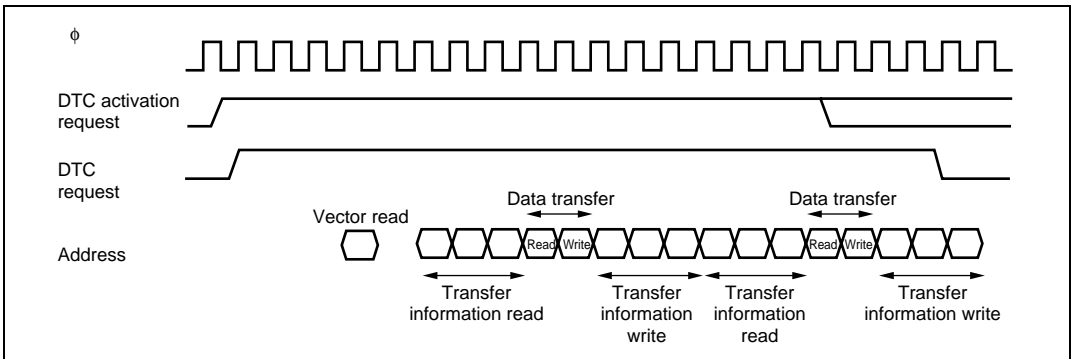 ϕ
DTC activation
request
DTC
request
Data transfer
Data transfer
Vector read
Address
Read
Write
Read
Write
Transfer
information read
Transfer
information
write
Transfer
information
read
Transfer
information write